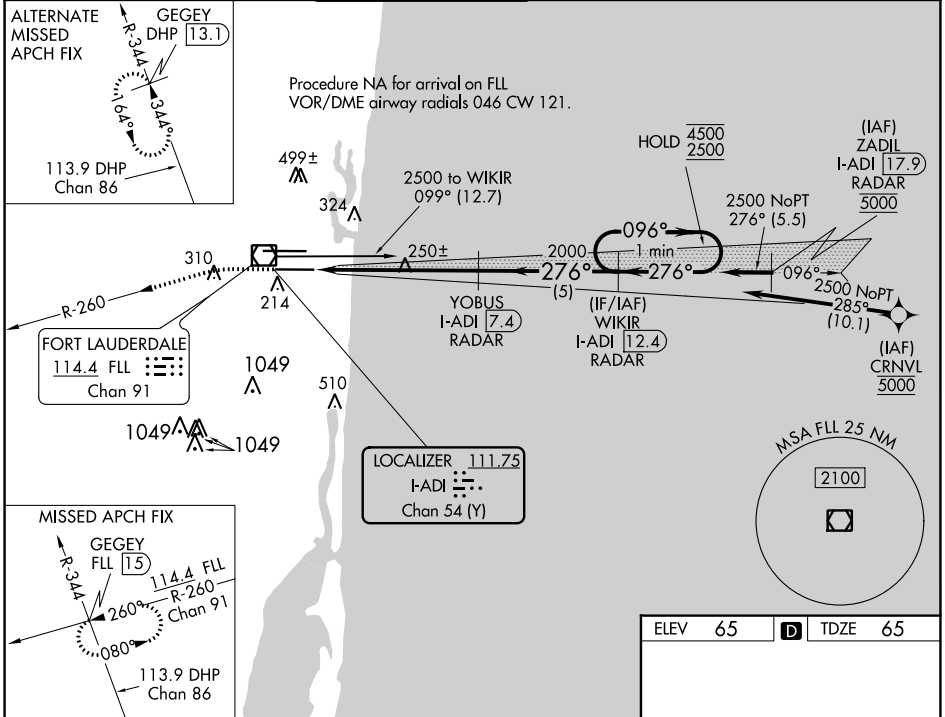 ALTERNATE
MISSED
APCH FIX
GEGEY
DHP 13.1
R-344
344°
164°
113.9 DHP
Chan 86
Procedure NA for arrival on FLL
VOR/DME airway radials 046 CW 121.
499±
324
2500 to WIKIR
099° (12.7)
HOLD 4500
2500
(IAF)
ZADIL
I-ADI 17.9
RADAR
5000
2500 NoPT
276° (5.5)
096°
1 min
310
250±
2000
276°
(5)
276°
096°
214
R-260
2500 NoPT
285°
(10.1)
YOBUS
I-ADI 7.4
RADAR
(IF/IAF)
WIKIR
I-ADI 12.4
RADAR
(IAF)
CRNVL
5000
FORT LAUDERDALE
114.4 FLL
Chan 91
1049
510
1049
1049
LOCALIZER 111.75
I-ADI
Chan 54 (Y)
MSA FLL 25 NM
2100
MISSED APCH FIX
GEGEY
FLL 15
R-344
114.4 FLL
R-260
Chan 91
260°
080°
113.9 DHP
Chan 86
ELEV 65 D TDZE 65